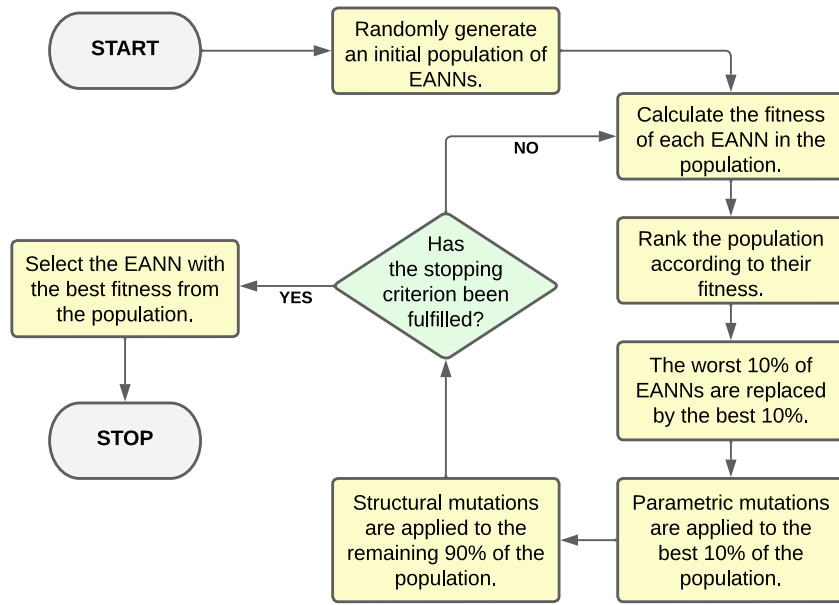 START
Randomly generate
an initial population of
EANNs.
Calculate the fitness
of each EANN in the
population.
NO
Rank the population
according to their
fitness.
The worst 10% of
EANNs are replaced
by the best 10%.
Parametric mutations
are applied to the
best 10% of the
population.
Structural mutations
are applied to the
remaining 90% of the
population.
Has
the stopping
criterion been
fulfilled?
YES
Select the EANN with
the best fitness from
the population.
STOP